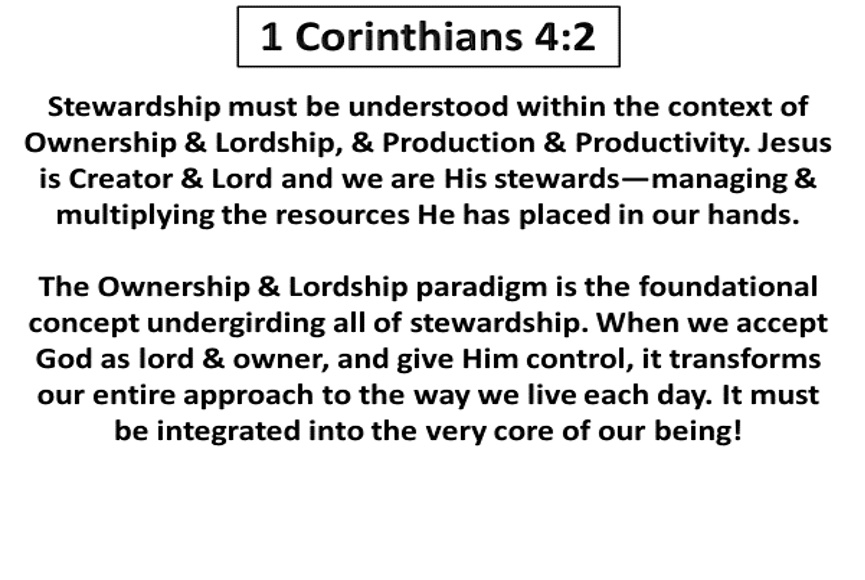 1 Corinthians 4:2
Stewardship must be understood within the context of
Ownership & Lordship, & Production & Productivity. Jesus
is Creator & Lord and we are His stewards—managing &
multiplying the resources He has placed in our hands.
The Ownership & Lordship paradigm is the foundational
concept undergirding all of stewardship. When we accept
God as lord & owner, and give Him control, it transforms
our entire approach to the way we live each day. It must
be integrated into the very core of our being!